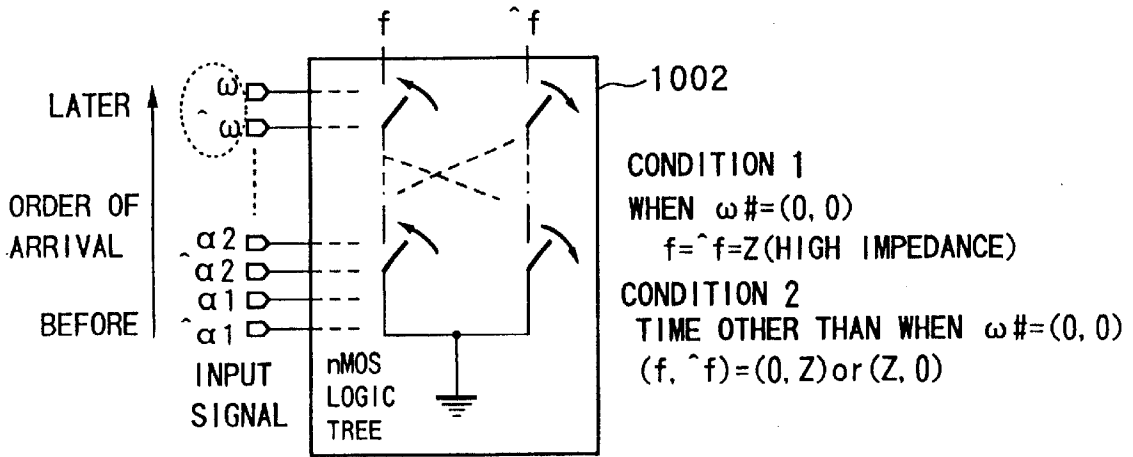 f ^f
ω
^ω
α2
^α2
α1
^α1
LATER
ORDER OF
ARRIVAL
BEFORE
INPUT
SIGNAL
nMOS
LOGIC
TREE
1002
CONDITION 1
WHEN ω#=(0, 0)
f=^f=Z(HIGH IMPEDANCE)
CONDITION 2
TIME OTHER THAN WHEN ω#=(0, 0)
(f, ^f)=(0, Z)or(Z, 0)